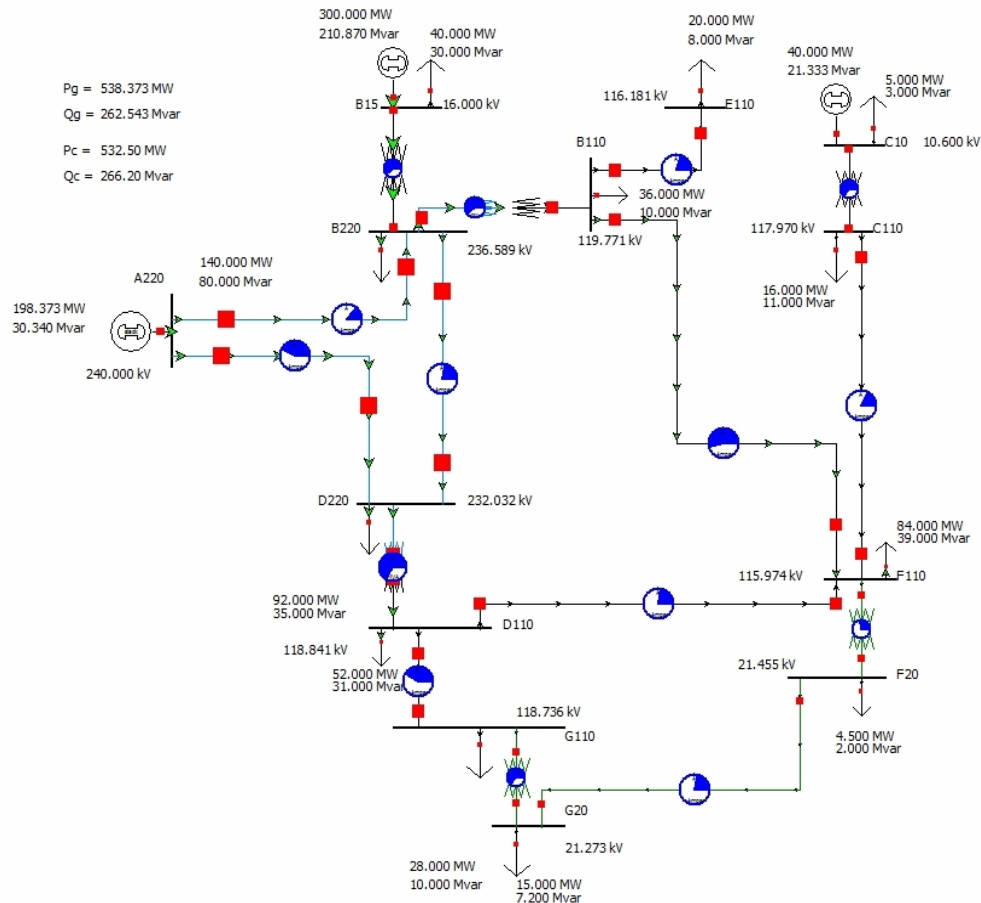 300.000 MW
210.870 Mvar
40.000 MW
30.000 Mvar
20.000 MW
8.000 Mvar
40.000 MW
21.333 Mvar
5.000 MW
3.000 Mvar
Pg = 538.373 MW
Qg = 262.543 Mvar
Pc = 532.50 MW
Qc = 266.20 Mvar
B15
16.000 kV
116.181 kV
E110
C10
10.600 kV
B110
36.000 MW
10.000 Mvar
119.771 kV
B220
236.589 kV
117.970 kV
C110
16.000 MW
11.000 Mvar
A220
140.000 MW
80.000 Mvar
198.373 MW
30.340 Mvar
240.000 kV
D220
232.032 kV
84.000 MW
39.000 Mvar
115.974 kV
F110
92.000 MW
35.000 Mvar
D110
118.841 kV
52.000 MW
31.000 Mvar
21.455 kV
F20
118.736 kV
G110
4.500 MW
2.000 Mvar
G20
21.273 kV
28.000 MW
10.000 Mvar
15.000 MW
7.200 Mvar